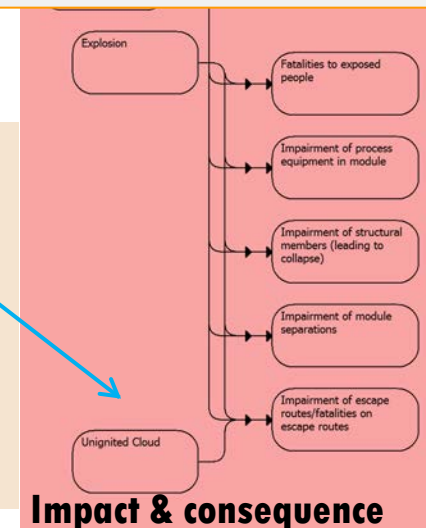 Explosion
Fatalities to exposed
people
Impairment of process
equipment in module
Impairment of structural
members (leading to
collapse)
Impairment of module
separations
Impairment of escape
routes/fatalities on
escape routes
Unignited Cloud
Impact & consequence